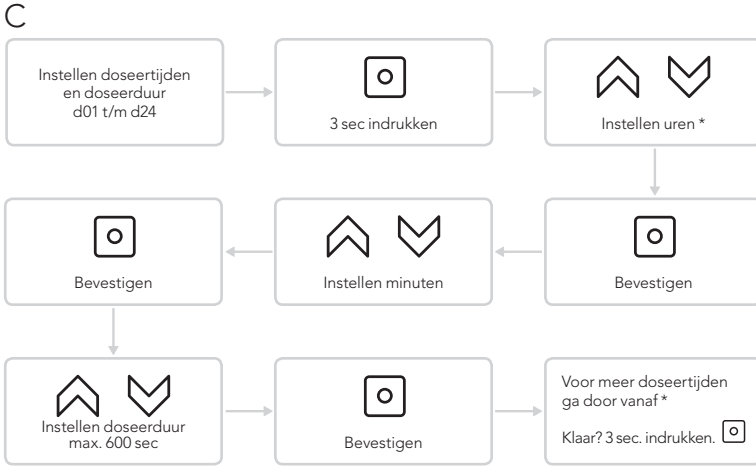 C
Instellen doseertijden
en doseerduur
d01 t/m d24
3 sec indrukken
Instellen uren *
Bevestigen
Instellen minuten
Bevestigen
Instellen doseerduur
max. 600 sec
Bevestigen
Voor meer doseertijden
ga door vanaf *
Klaar? 3 sec. indrukken.